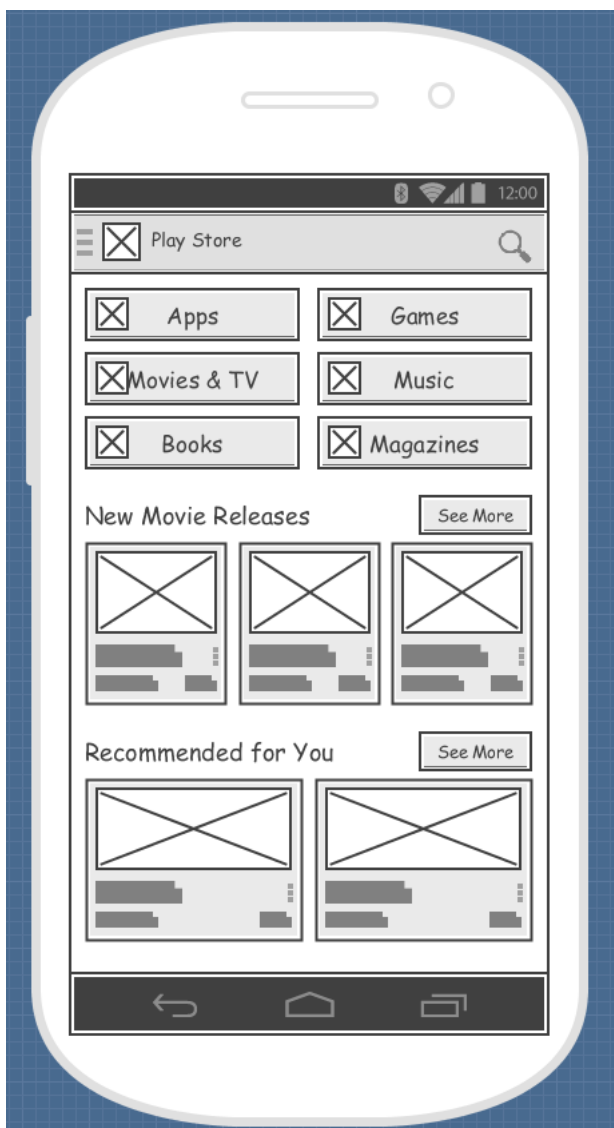 12:00
Play Store
Apps
Games
Movies & TV
Music
Books
Magazines
New Movie Releases
See More
Recommended for You
See More